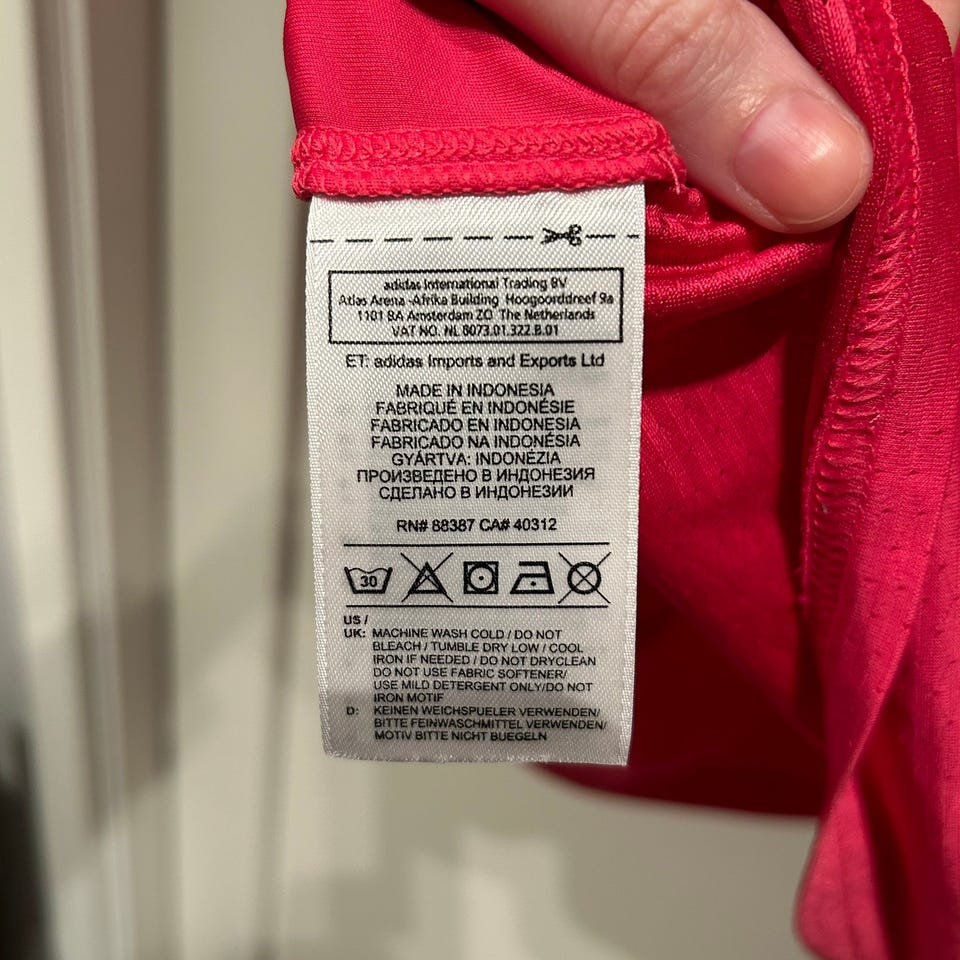 adidas International Trading BV
Atlas Arena -Afrika Building Hoogoorddreef 9a
1101 BA Amsterdam ZO The Netherlands
VAT NO. NL 8073.01.322.B.01
ET: adidas Imports and Exports Ltd
MADE IN INDONESIA
FABRIQUÉ EN INDONÉSIE
FABRICADO EN INDONESIA
FABRICADO NA INDONÉSIA
GYÁRTVA: INDONÉZIA
ПРОИЗВЕДЕНО В ИНДОНЕЗИЯ
СДЕЛАНО В ИНДОНЕЗИИ
RN# 88387 CA# 40312
30
US /
UK: MACHINE WASH COLD / DO NOT
BLEACH / TUMBLE DRY LOW / COOL
IRON IF NEEDED / DO NOT DRYCLEAN
DO NOT USE FABRIC SOFTENER/
USE MILD DETERGENT ONLY/DO NOT
IRON MOTIF
D: KEINEN WEICHSPUELER VERWENDEN/
BITTE FEINWASCHMITTEL VERWENDEN/
MOTIV BITTE NICHT BUEGELN